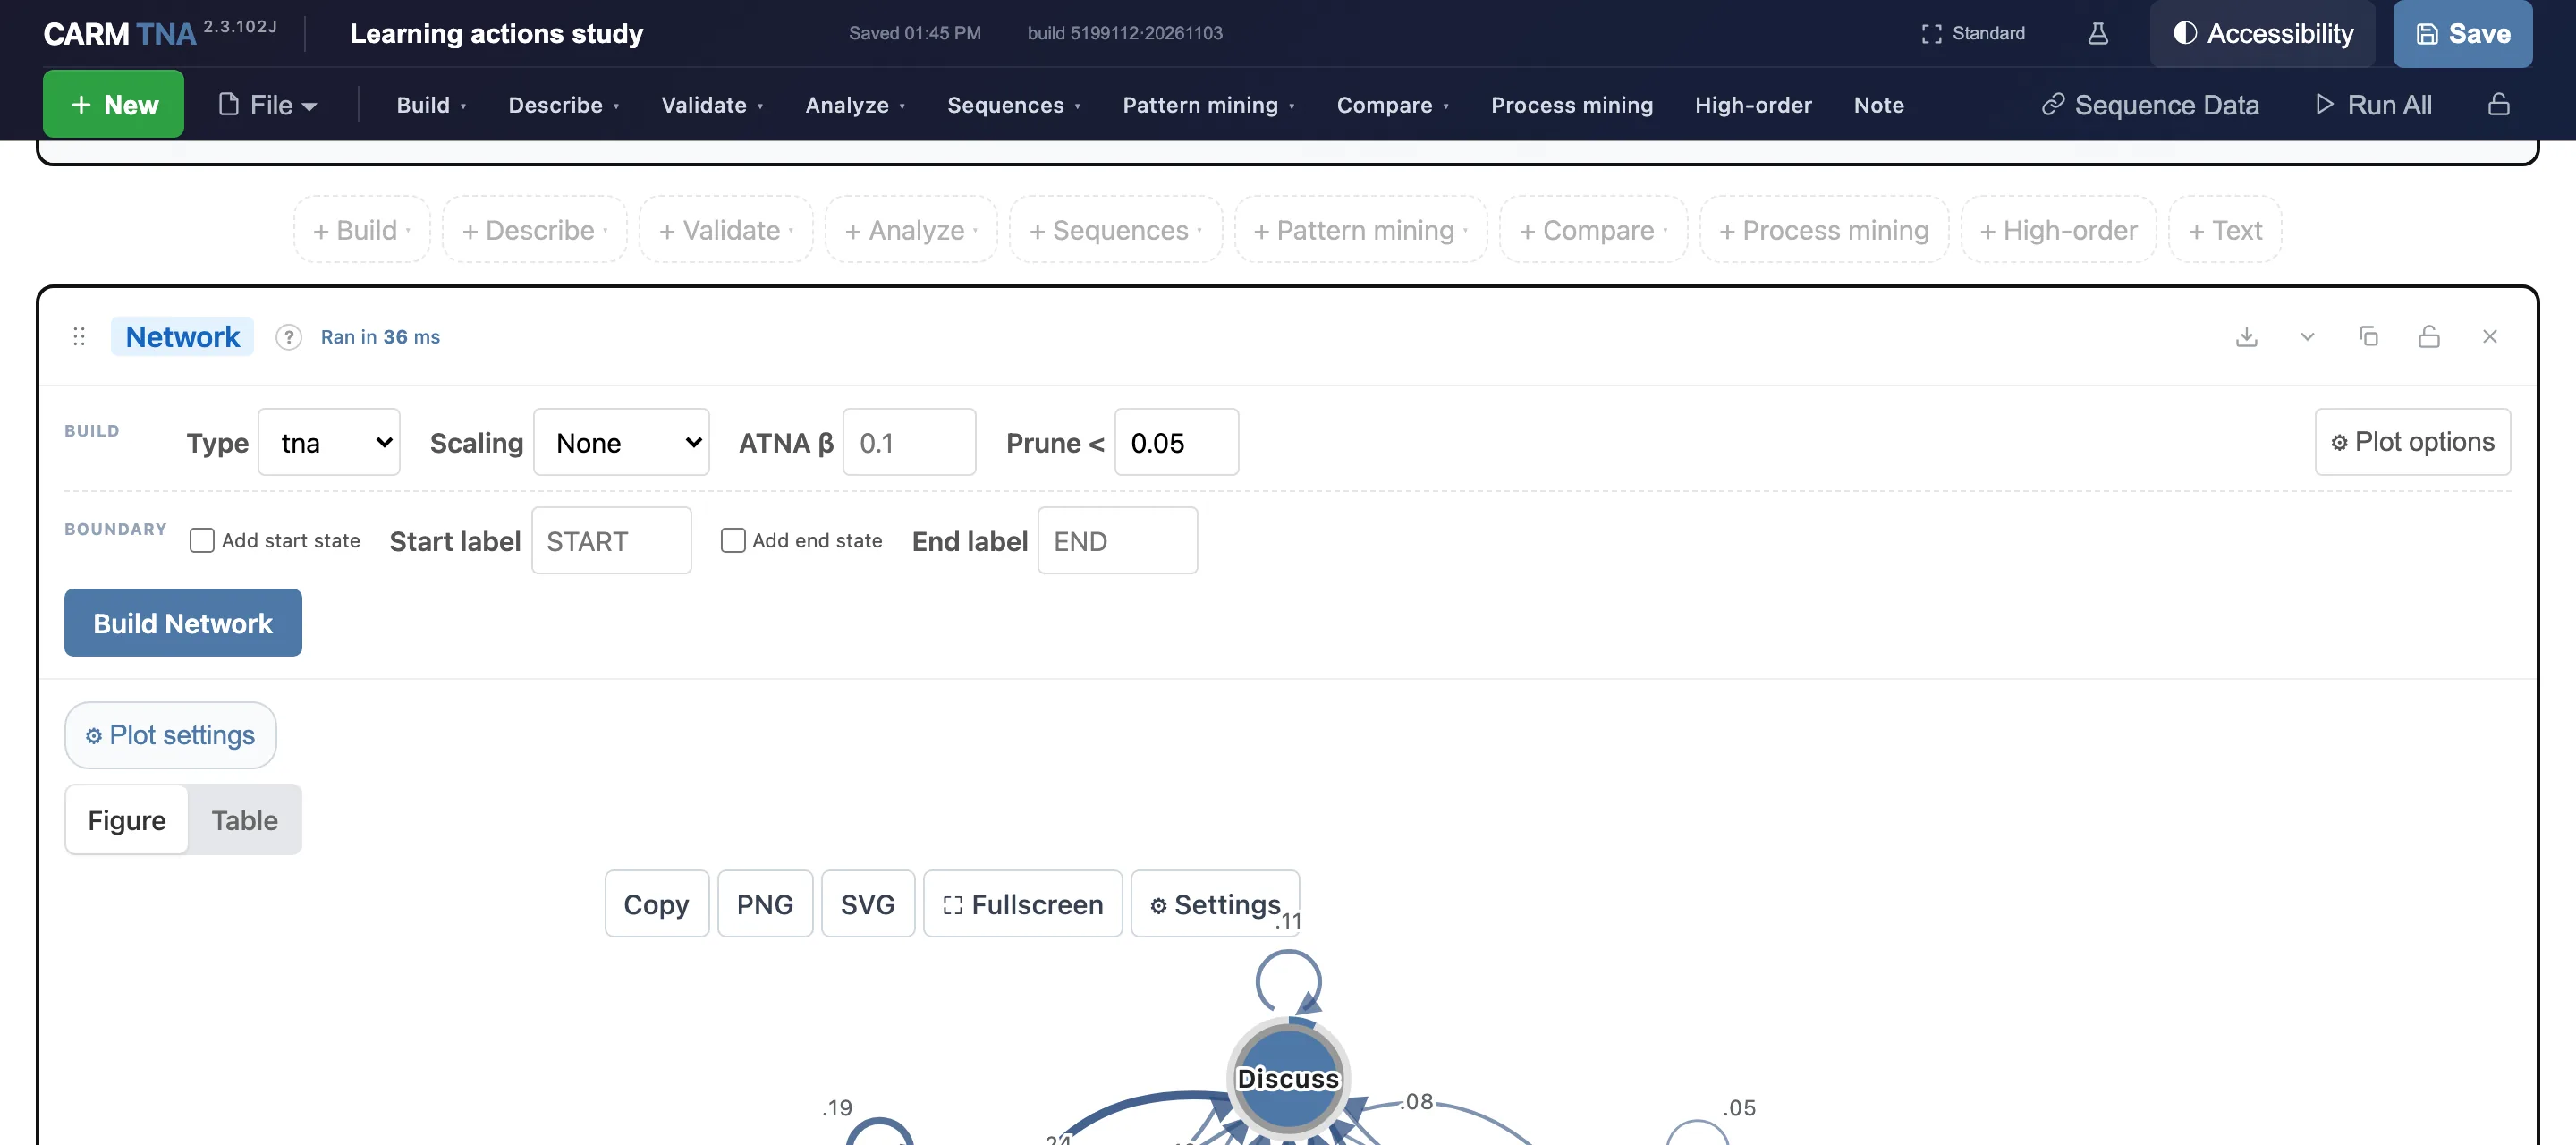 CARM TNA 2.3.102J Learning actions study Saved 01:45 PM build 5199112·20261103 Standard Accessibility Save
+ New File Build Describe Validate Analyze Sequences Pattern mining Compare Process mining High-order Note Sequence Data Run All
+ Build + Describe + Validate + Analyze + Sequences + Pattern mining + Compare + Process mining + High-order + Text
Network ? Ran in 36 ms
BUILD Type tna Scaling None ATNA β 0.1 Prune < 0.05 Plot options
BOUNDARY Add start state Start label START Add end state End label END
Build Network
Plot settings
Figure Table
Copy PNG SVG Fullscreen Settings
.11
Discuss
.19 .08 .05